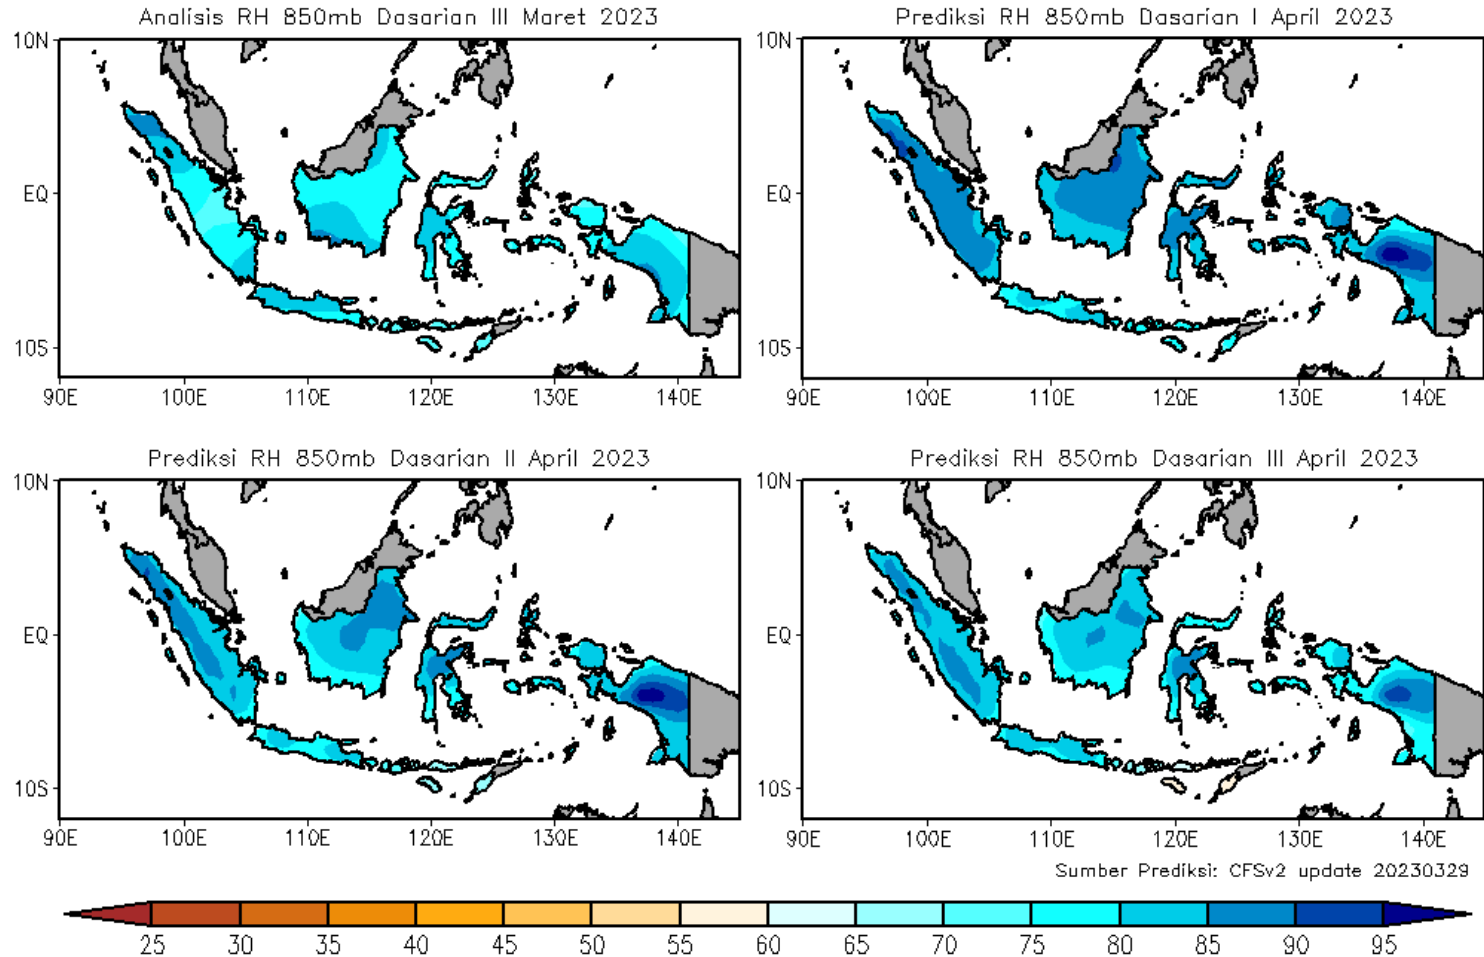 Analisis RH 850mb Dasarian III Maret 2023
Prediksi RH 850mb Dasarian I April 2023
10N
EQ
10S
90E 100E 110E 120E 130E 140E
10N
EQ
10S
90E 100E 110E 120E 130E 140E
Prediksi RH 850mb Dasarian II April 2023
Prediksi RH 850mb Dasarian III April 2023
10N
EQ
10S
90E 100E 110E 120E 130E 140E
10N
EQ
10S
90E 100E 110E 120E 130E 140E
Sumber Prediksi: CFSv2 update 20230329
25 30 35 40 45 50 55 60 65 70 75 80 85 90 95